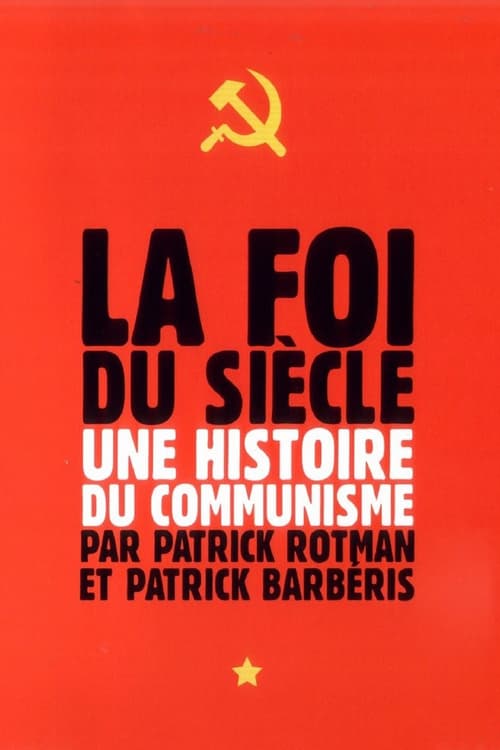 LA FOI
DU SIÈCLE
UNE HISTOIRE
DU COMMUNISME
PAR PATRICK ROTMAN
ET PATRICK BARBÉRIS